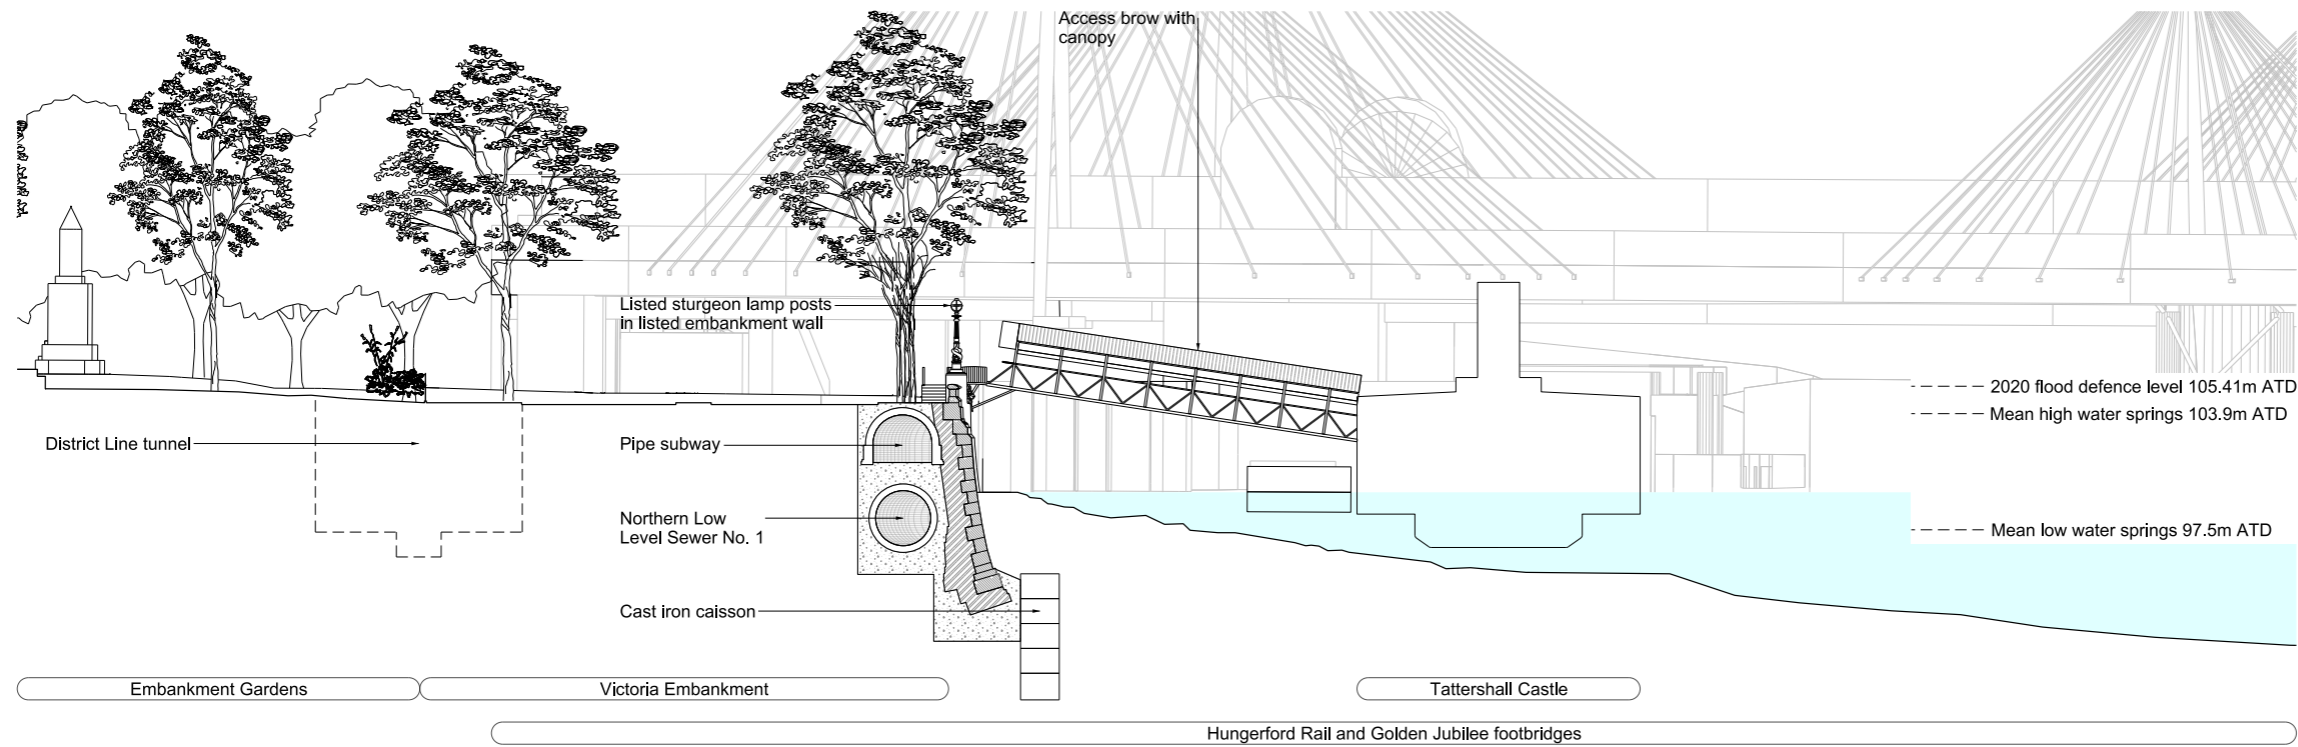 Access brow with
canopy
Listed sturgeon lamp posts
in listed embankment wall
2020 flood defence level 105.41m ATD
Mean high water springs 103.9m ATD
District Line tunnel
Pipe subway
Northern Low
Level Sewer No. 1
Mean low water springs 97.5m ATD
Cast iron caisson
Embankment Gardens
Victoria Embankment
Tattershall Castle
Hungerford Rail and Golden Jubilee footbridges